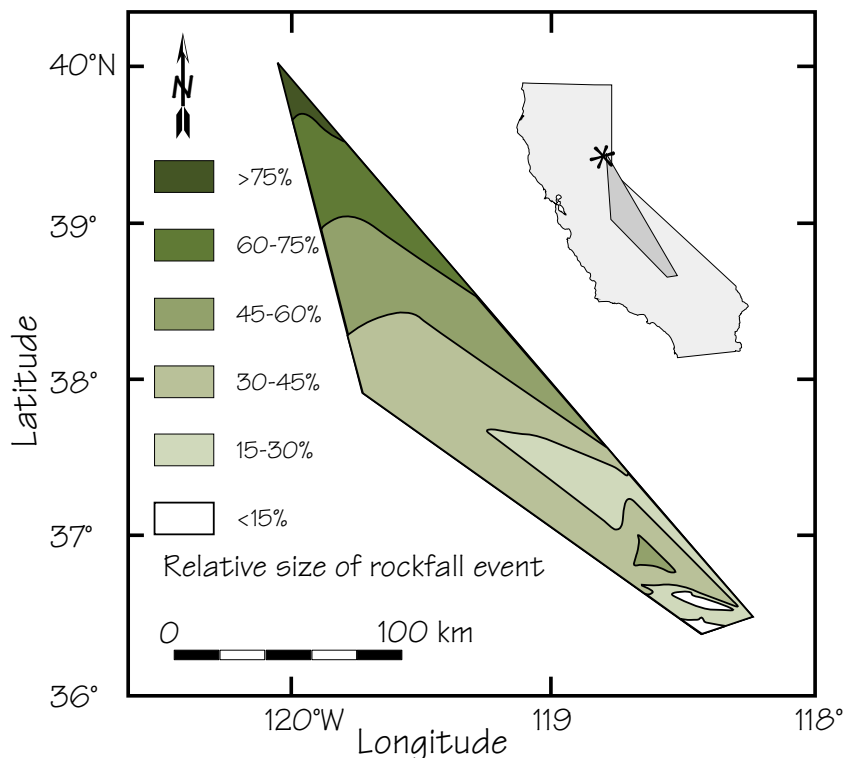 40°N
39°
38°
37°
36°
Latitude
N
>75%
60-75%
45-60%
30-45%
15-30%
<15%
Relative size of rockfall event
0 100 km
120°W 119 118°
Longitude